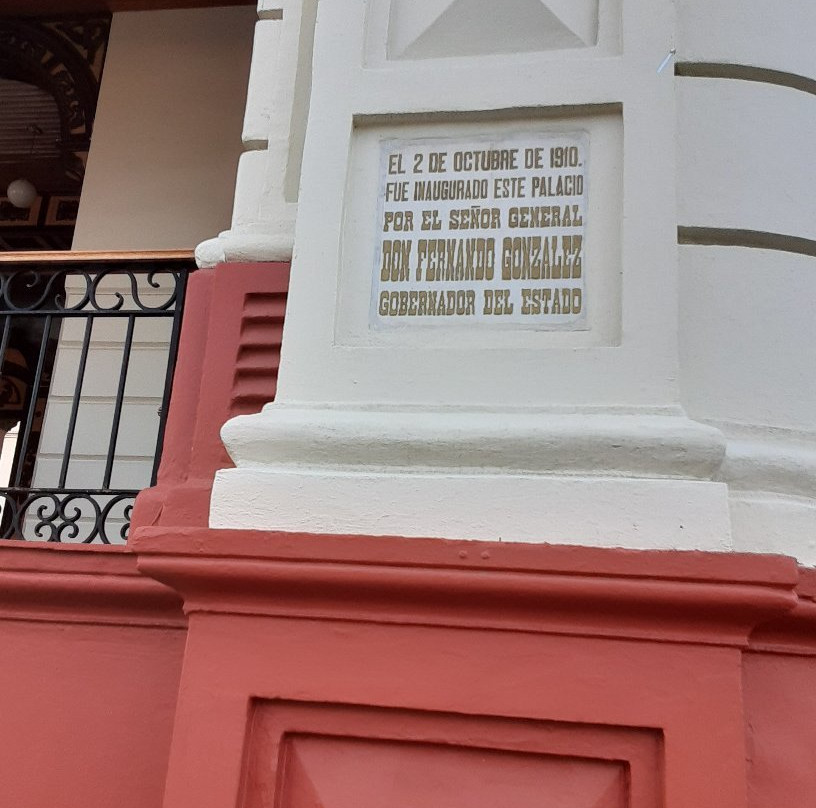 EL 2 DE OCTUBRE DE 1910.
FUE INAUGURADO ESTE PALACIO
POR EL SEÑOR GENERAL
DON FERNANDO GONZALEZ
GOBERNADOR DEL ESTADO